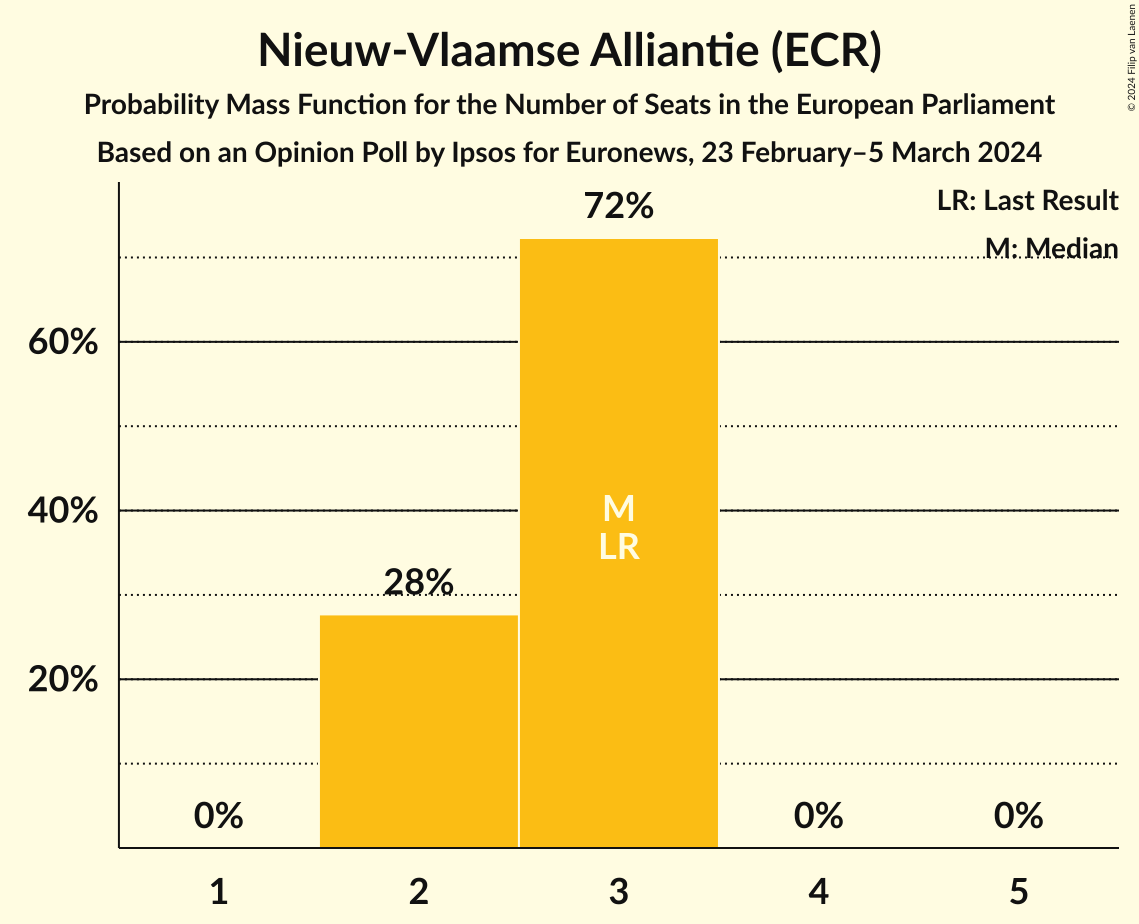 Nieuw-Vlaamse Alliantie (ECR)
Probability Mass Function for the Number of Seats in the European Parliament
Based on an Opinion Poll by Ipsos for Euronews, 23 February–5 March 2024
© 2024 Filip van Laenen
LR: Last Result
M: Median
72%
60%
40%
20%
M
LR
28%
0%
0%
0%
1
2
3
4
5